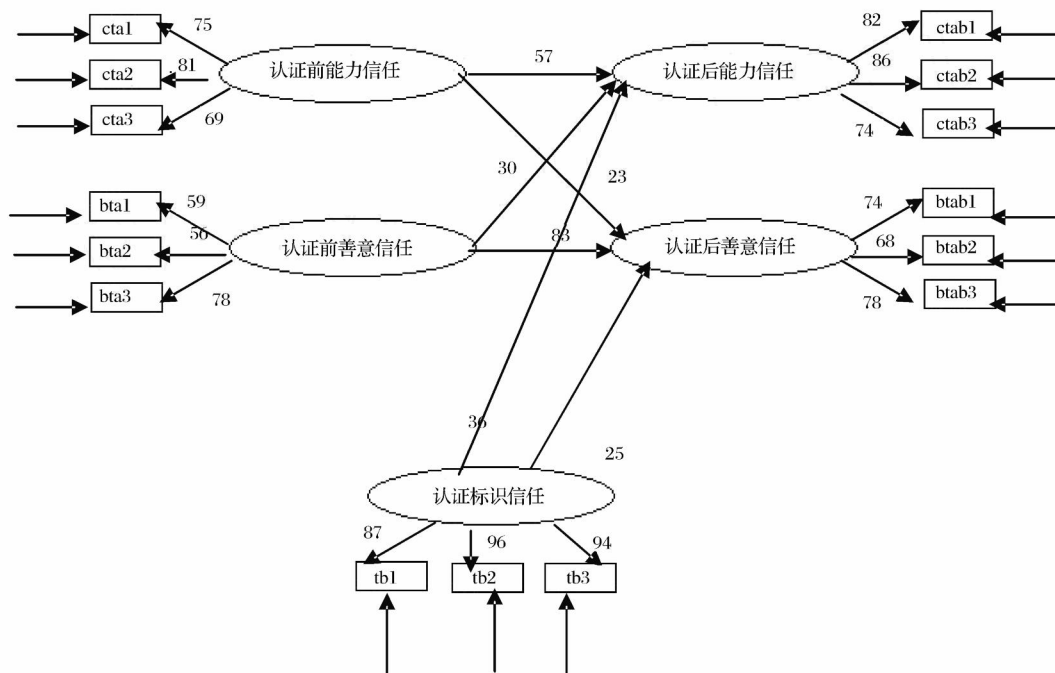 cta1 75 82 ctab1
cta2 81 认证前能力信任 57 认证后能力信任 86 ctab2
cta3 69 74 ctab3
30 23
bta1 59 74 btab1
bta2 56 认证前善意信任 83 认证后善意信任 68 btab2
bta3 78 78 btab3
36
25
认证标识信任
87 96 94
tb1 tb2 tb3